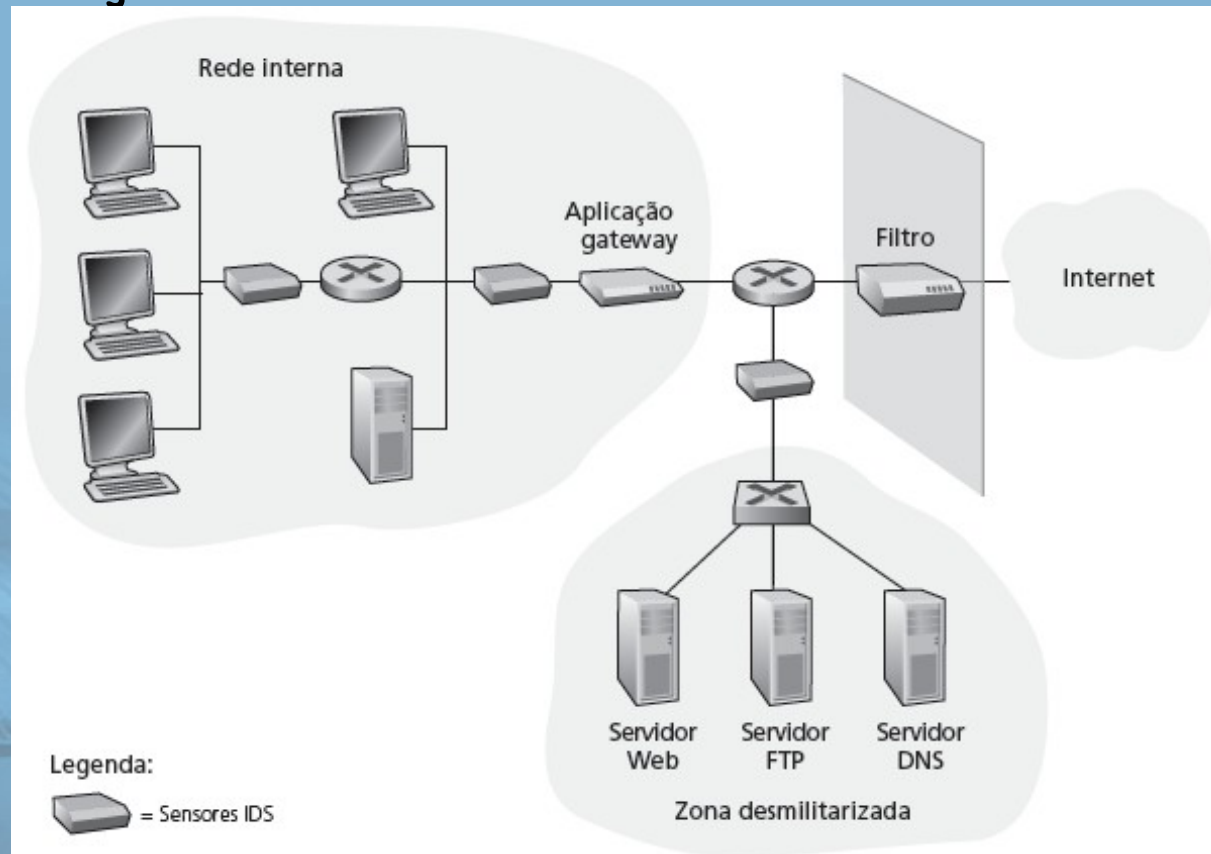 Rede interna
Aplicação
gateway
Filtro
Internet
Servidor
Web
Servidor
FTP
Servidor
DNS
Zona desmilitarizada
Legenda:
= Sensores IDS